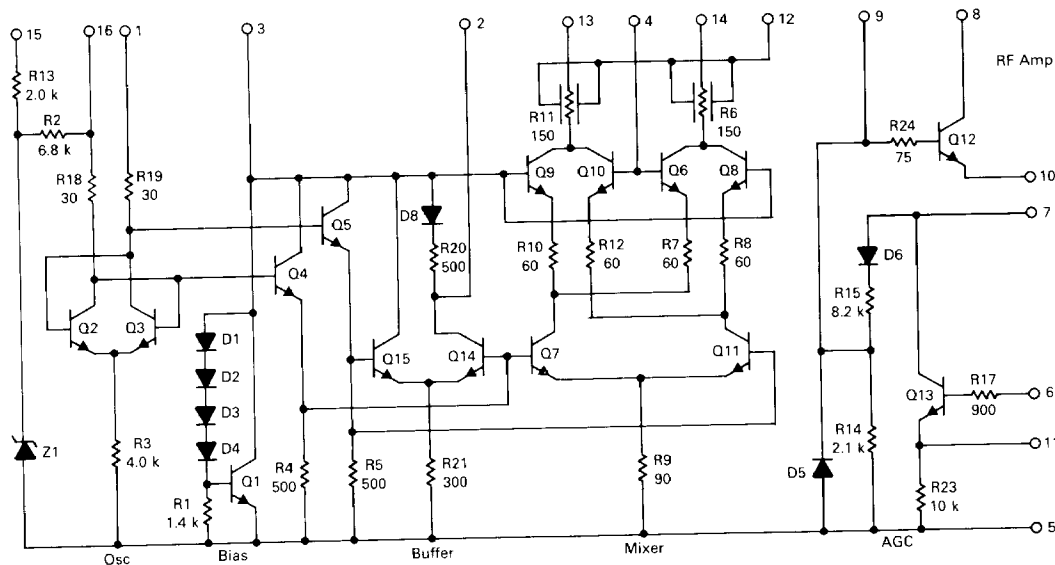 15
16
1
3
2
13
4
14
12
9
8
RF Amp
R13
2.0 k
R2
6.8 k
R18
30
R19
30
R11
150
R6
150
R24
75
Q12
10
Q9
Q10
Q6
Q8
7
Q5
D8
R20
500
R10
60
R12
60
R7
60
R8
60
D6
R15
8.2 k
Q4
Q2
Q3
D1
D2
D3
D4
Q15
Q14
Q7
Q11
Q13
R17
900
6
Z1
R3
4.0 k
R1
1.4 k
Q1
R4
500
R5
500
R21
300
R9
90
D5
R14
2.1 k
11
R23
10 k
5
Osc
Bias
Buffer
Mixer
AGC